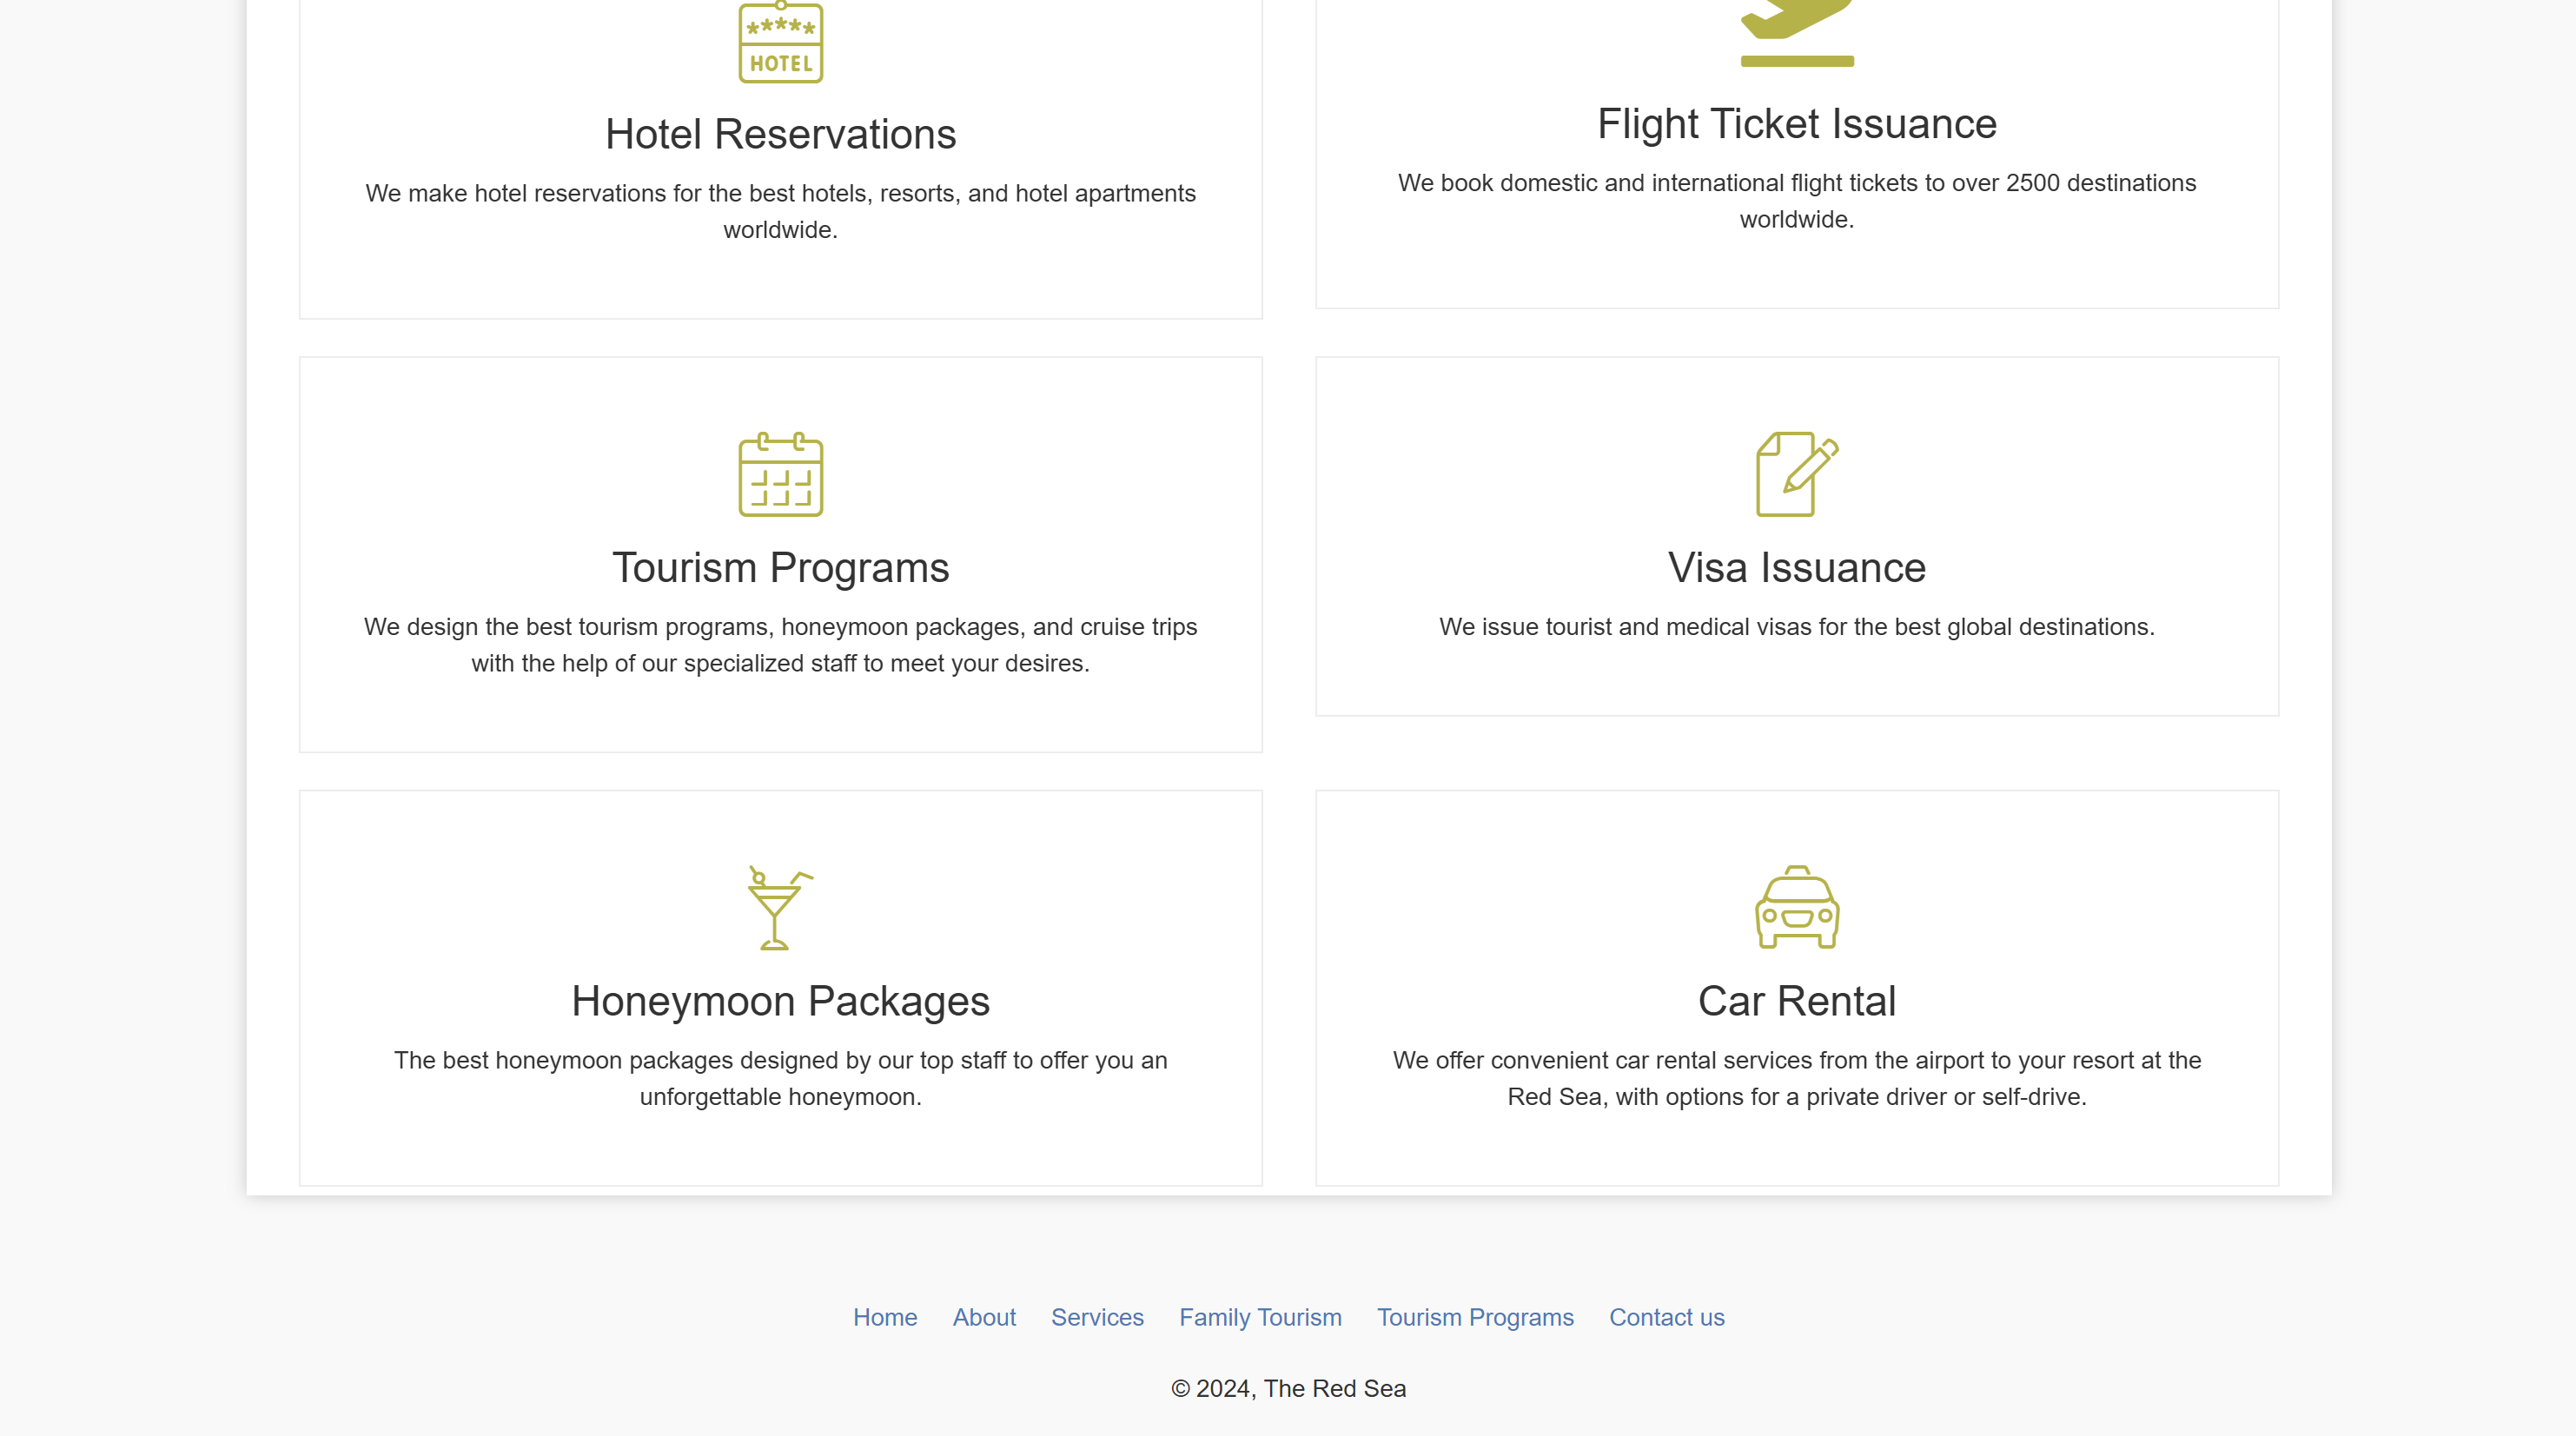 *****
HOTEL
Hotel Reservations
We make hotel reservations for the best hotels, resorts, and hotel apartments
worldwide.
Flight Ticket Issuance
We book domestic and international flight tickets to over 2500 destinations
worldwide.
Tourism Programs
We design the best tourism programs, honeymoon packages, and cruise trips
with the help of our specialized staff to meet your desires.
Visa Issuance
We issue tourist and medical visas for the best global destinations.
Honeymoon Packages
The best honeymoon packages designed by our top staff to offer you an
unforgettable honeymoon.
Car Rental
We offer convenient car rental services from the airport to your resort at the
Red Sea, with options for a private driver or self-drive.
Home About Services Family Tourism Tourism Programs Contact us
© 2024, The Red Sea